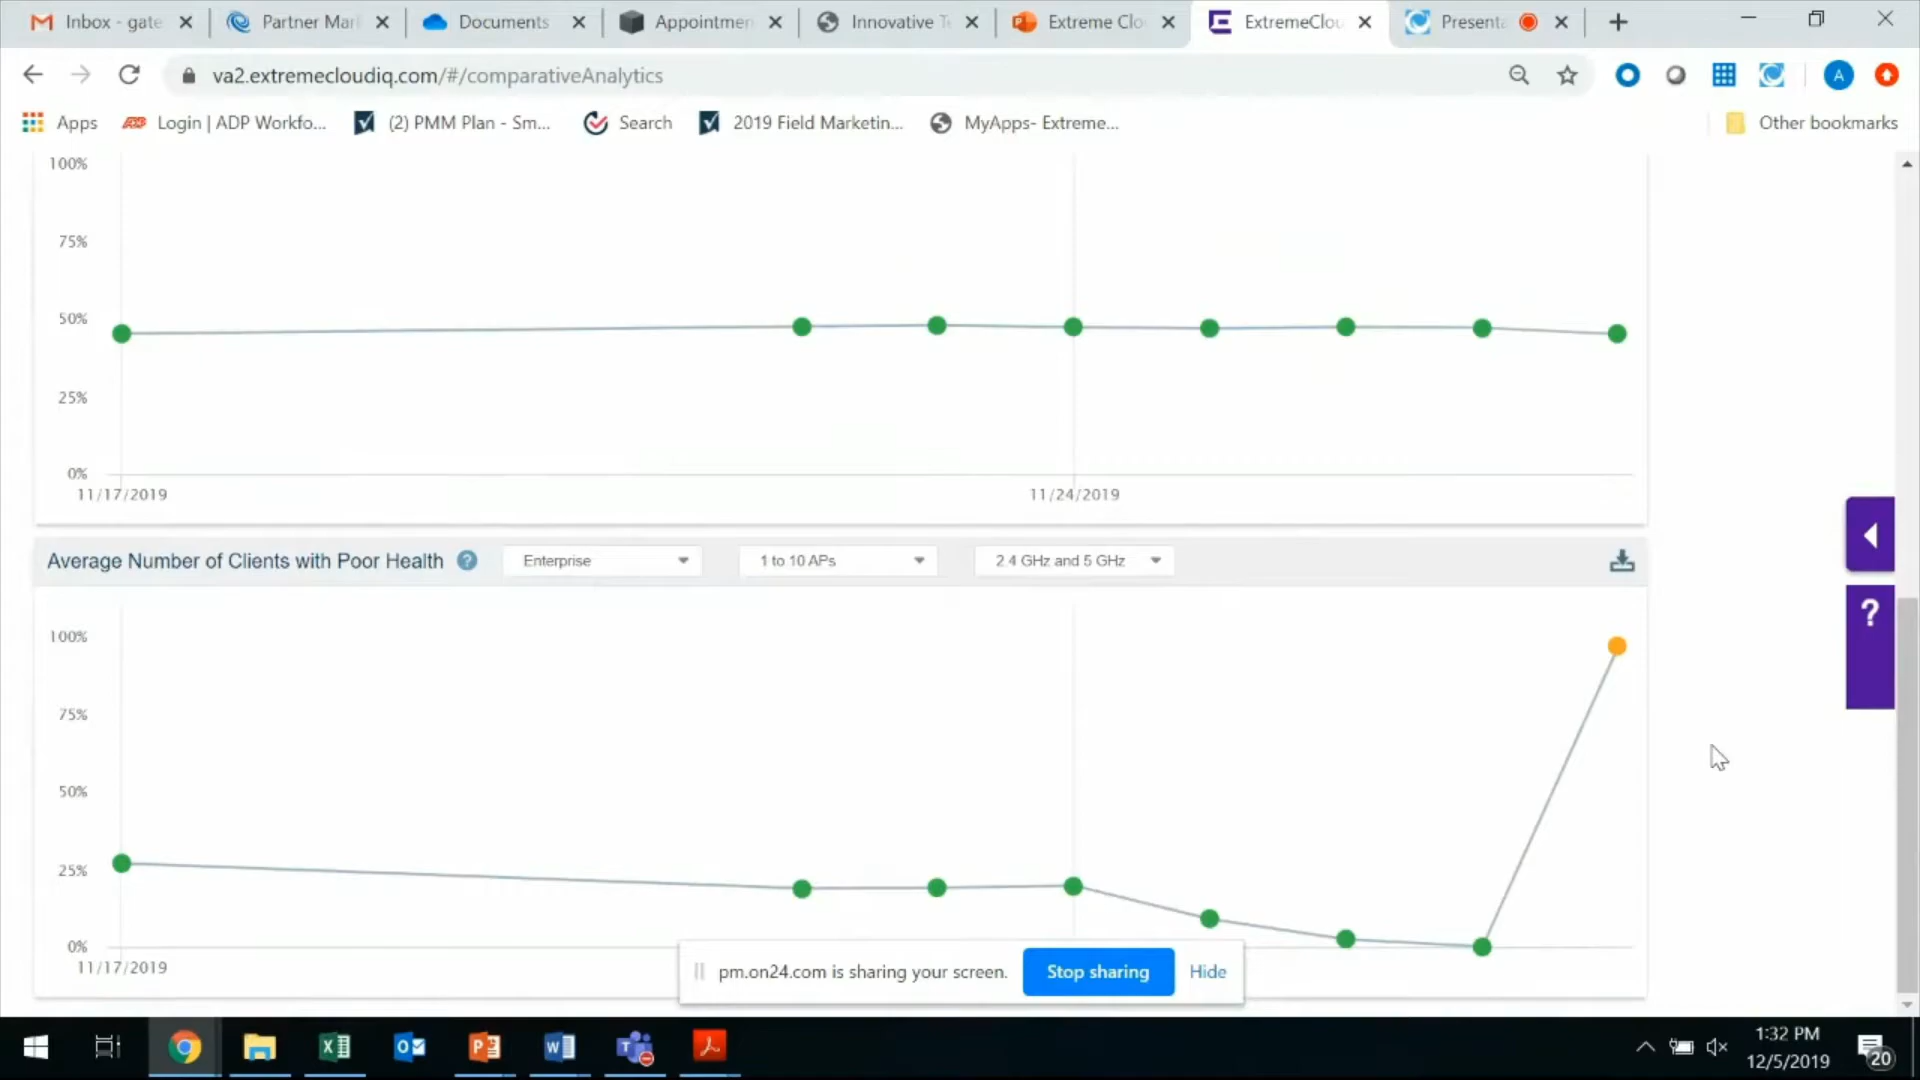 Inbox - gate
Partner Mar
Documents
Appointmen
Innovative Te
Extreme Clo
ExtremeClou
Presenta
va2.extremecloudiq.com/#/comparativeAnalytics
A
Apps
Login | ADP Workfo...
(2) PMM Plan - Sm...
Search
2019 Field Marketin...
MyApps- Extreme...
Other bookmarks
100%
75%
50%
25%
0%
11/17/2019
11/24/2019
Average Number of Clients with Poor Health
?
Enterprise
1 to 10 APs
2.4 GHz and 5 GHz
?
100%
75%
50%
25%
0%
11/17/2019
pm.on24.com is sharing your screen.
Stop sharing
Hide
1:32 PM
12/5/2019
20